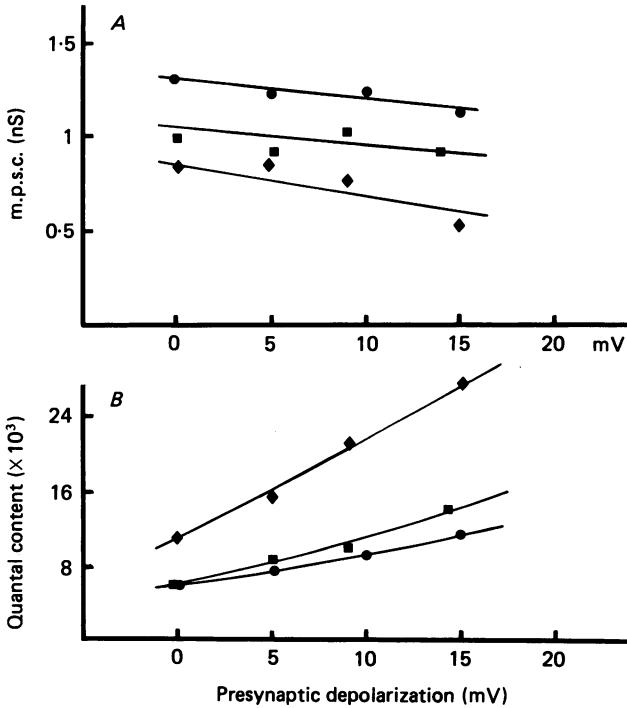 A
1·5
1
0·5
m.p.s.c. (nS)
0 5 10 15 20 mV
B
24
16
8
Quantal content (×10³)
0 5 10 15 20
Presynaptic depolarization (mV)